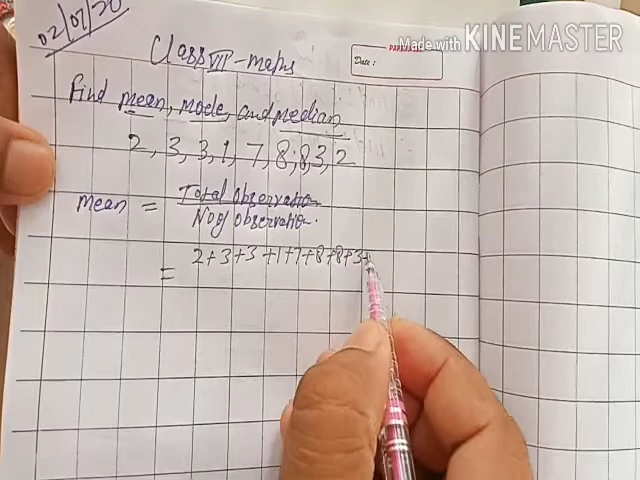 02/07/20
Made with KINEMASTER
Class VII - maths
Date :
Find mean, mode, and median
2, 3, 3, 1, 7, 8, 8, 3, 2
mean = Total observation
No of observation.
= 2+3+3+1+7+8+8+3+